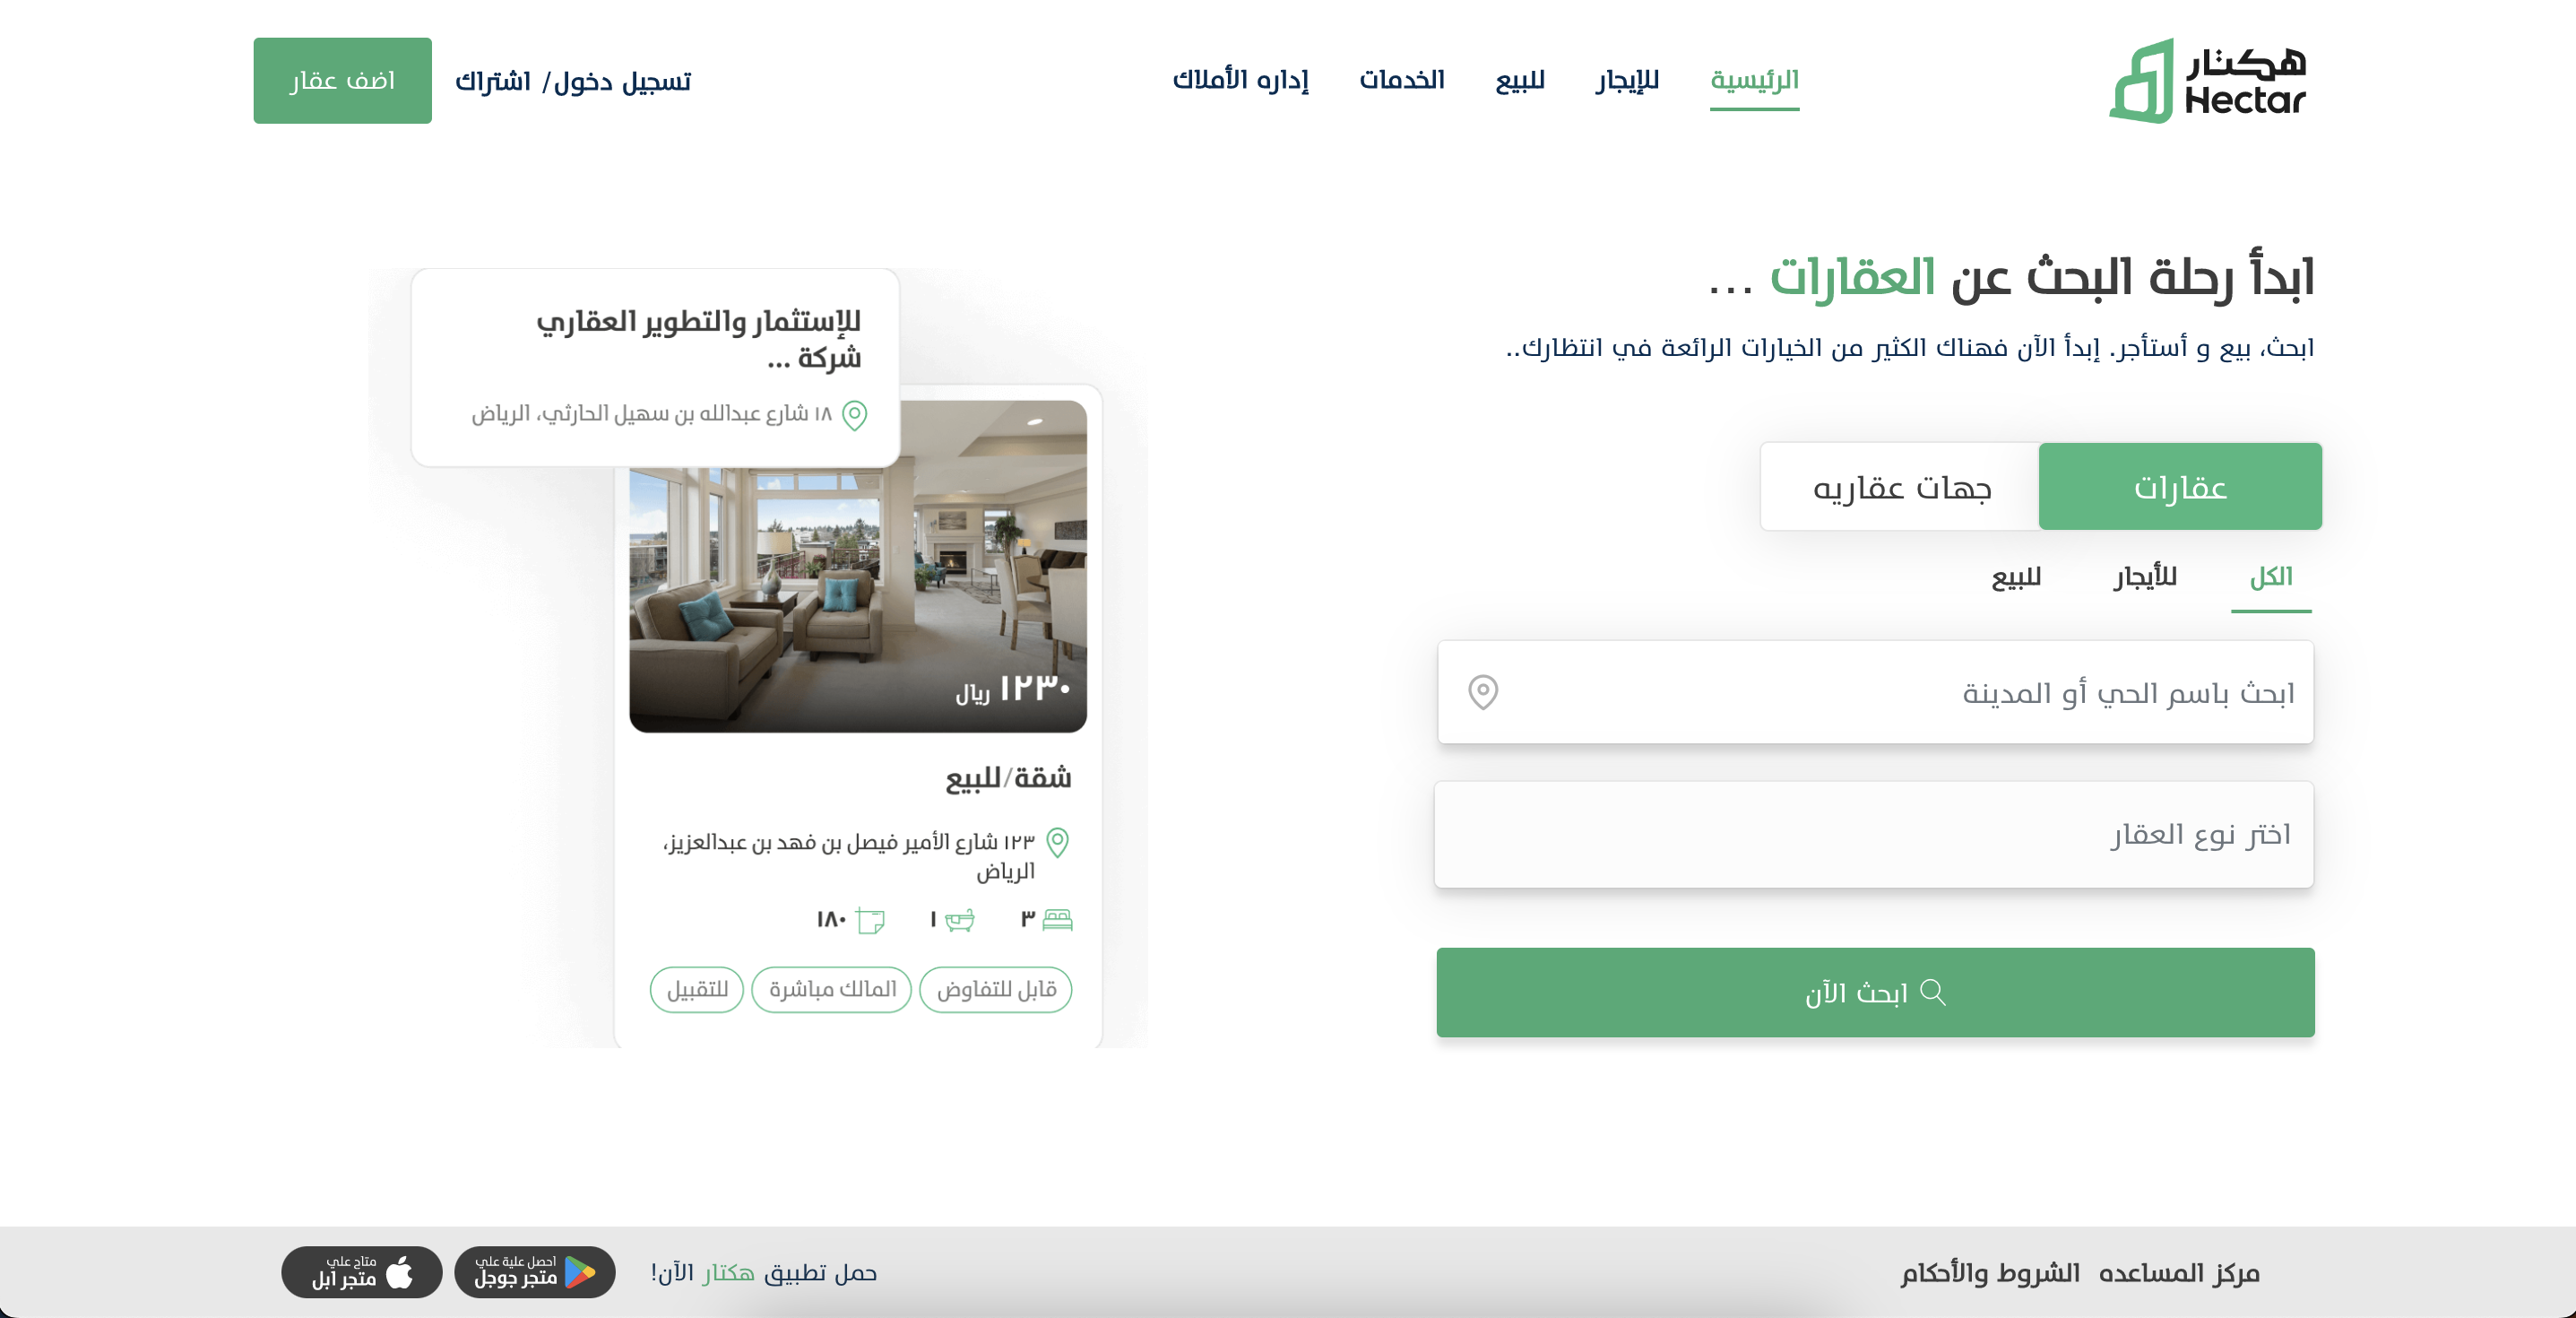 هكتار
Hectar
الرئيسية
للإيجار
للبيع
الخدمات
إداره الأملاك
تسجيل دخول/ اشتراك
اضف عقار
ابدأ رحلة البحث عن العقارات ...
ابحث، بيع و أستأجر. إبدأ الآن فهناك الكثير من الخيارات الرائعة في انتظارك..
عقارات
جهات عقاريه
الكل
للأيجار
للبيع
ابحث باسم الحي أو المدينة
اختر نوع العقار
ابحث الآن
للإستثمار والتطوير العقاري
شركة ...
١٨ شارع عبدالله بن سهيل الحارثي، الرياض
١٢٣٠ ريال
شقة/للبيع
١٢٣ شارع الأمير فيصل بن فهد بن عبدالعزيز،
الرياض
٣
١
١٨٠
قابل للتفاوض
المالك مباشرة
للتقبيل
مركز المساعده
الشروط والأحكام
حمل تطبيق هكتار الآن!
احصل علية علي
متجر جوجل
متاح علي
متجر ابل